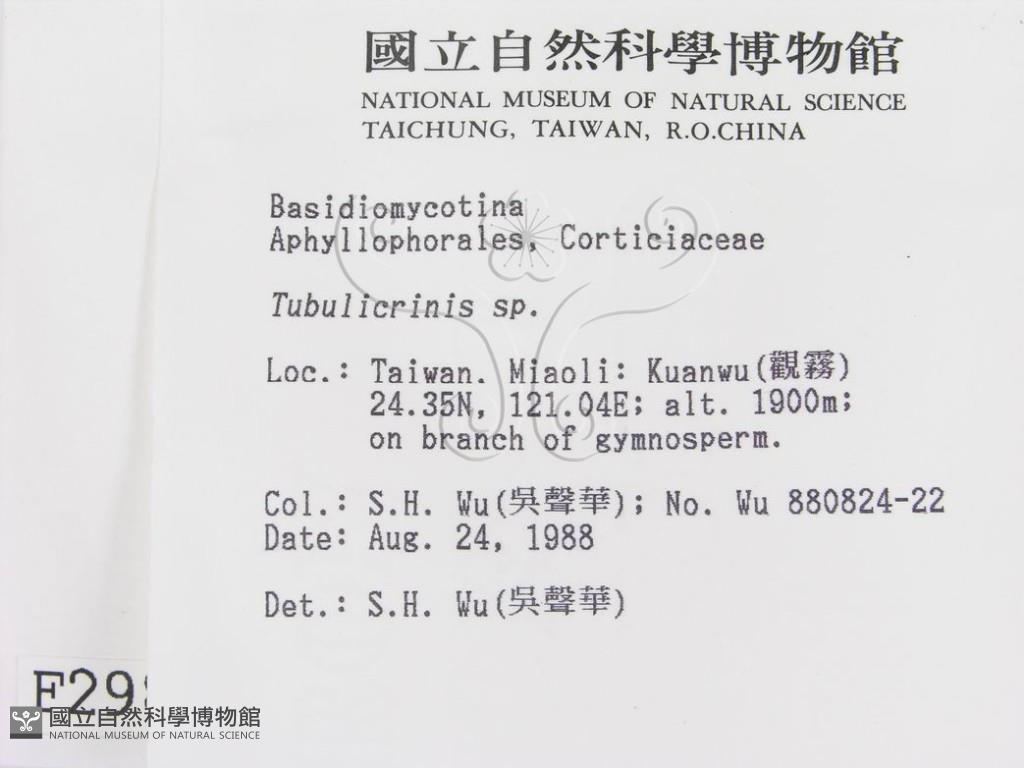 國立自然科學博物館
NATIONAL MUSEUM OF NATURAL SCIENCE
TAICHUNG, TAIWAN, R.O.CHINA
Basidiomycotina
Aphyllophorales, Corticiaceae
Tubulicrinis sp.
Loc.: Taiwan. Miaoli: Kuanwu(觀霧)
24.35N, 121.04E; alt. 1900m;
on branch of gymnosperm.
Col.: S.H. Wu(吳聲華); No. Wu 880824-22
Date: Aug. 24, 1988
Det.: S.H. Wu(吳聲華)
F29
國立自然科學博物館
NATIONAL MUSEUM OF NATURAL SCIENCE